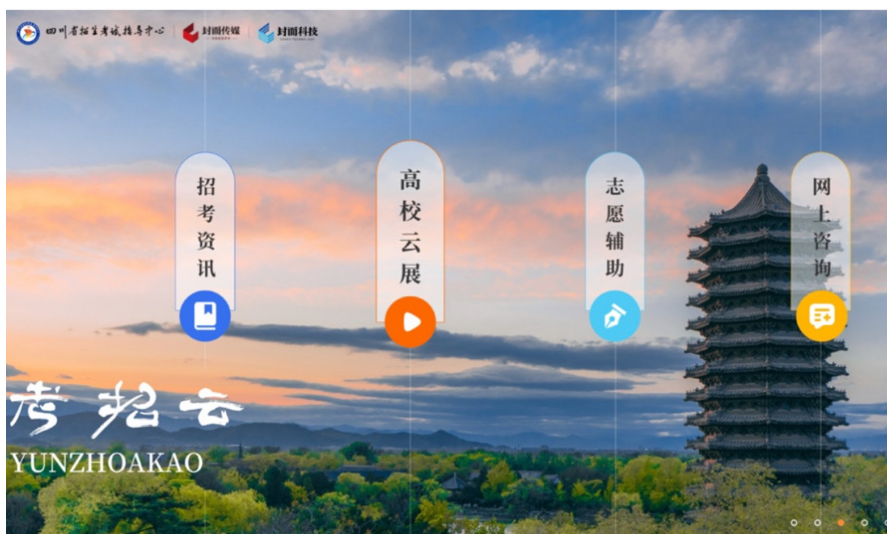 四川省招生考试指导中心
封面传媒
封面科技
招考资讯
高校云展
志愿辅助
网上咨询
考招云
YUNZHOAKAO